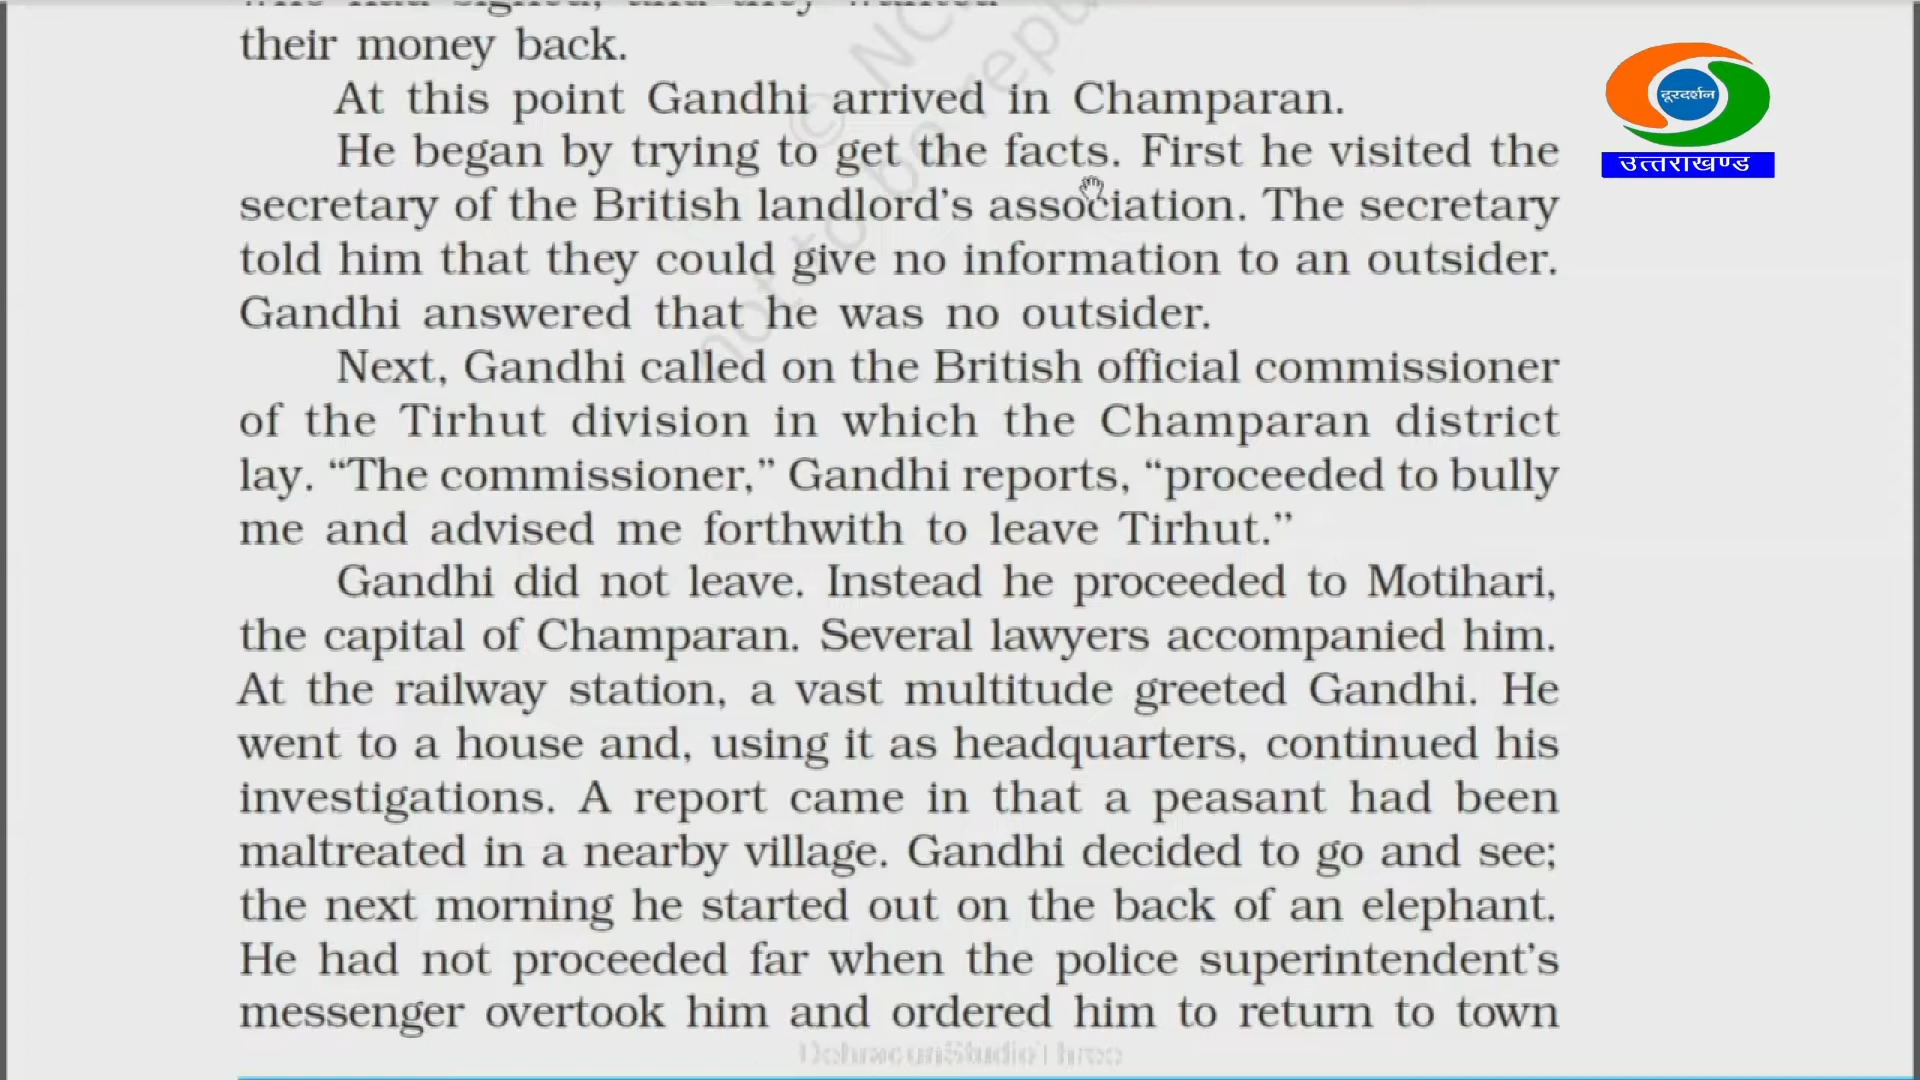 their money back.
At this point Gandhi arrived in Champaran.
He began by trying to get the facts. First he visited the
secretary of the British landlord's association. The secretary
told him that they could give no information to an outsider.
Gandhi answered that he was no outsider.
Next, Gandhi called on the British official commissioner
of the Tirhut division in which the Champaran district
lay. “The commissioner,” Gandhi reports, “proceeded to bully
me and advised me forthwith to leave Tirhut.”
Gandhi did not leave. Instead he proceeded to Motihari,
the capital of Champaran. Several lawyers accompanied him.
At the railway station, a vast multitude greeted Gandhi. He
went to a house and, using it as headquarters, continued his
investigations. A report came in that a peasant had been
maltreated in a nearby village. Gandhi decided to go and see;
the next morning he started out on the back of an elephant.
He had not proceeded far when the police superintendent's
messenger overtook him and ordered him to return to town
दूरदर्शन
उत्तराखण्ड
DehradunStudioThree
not to be